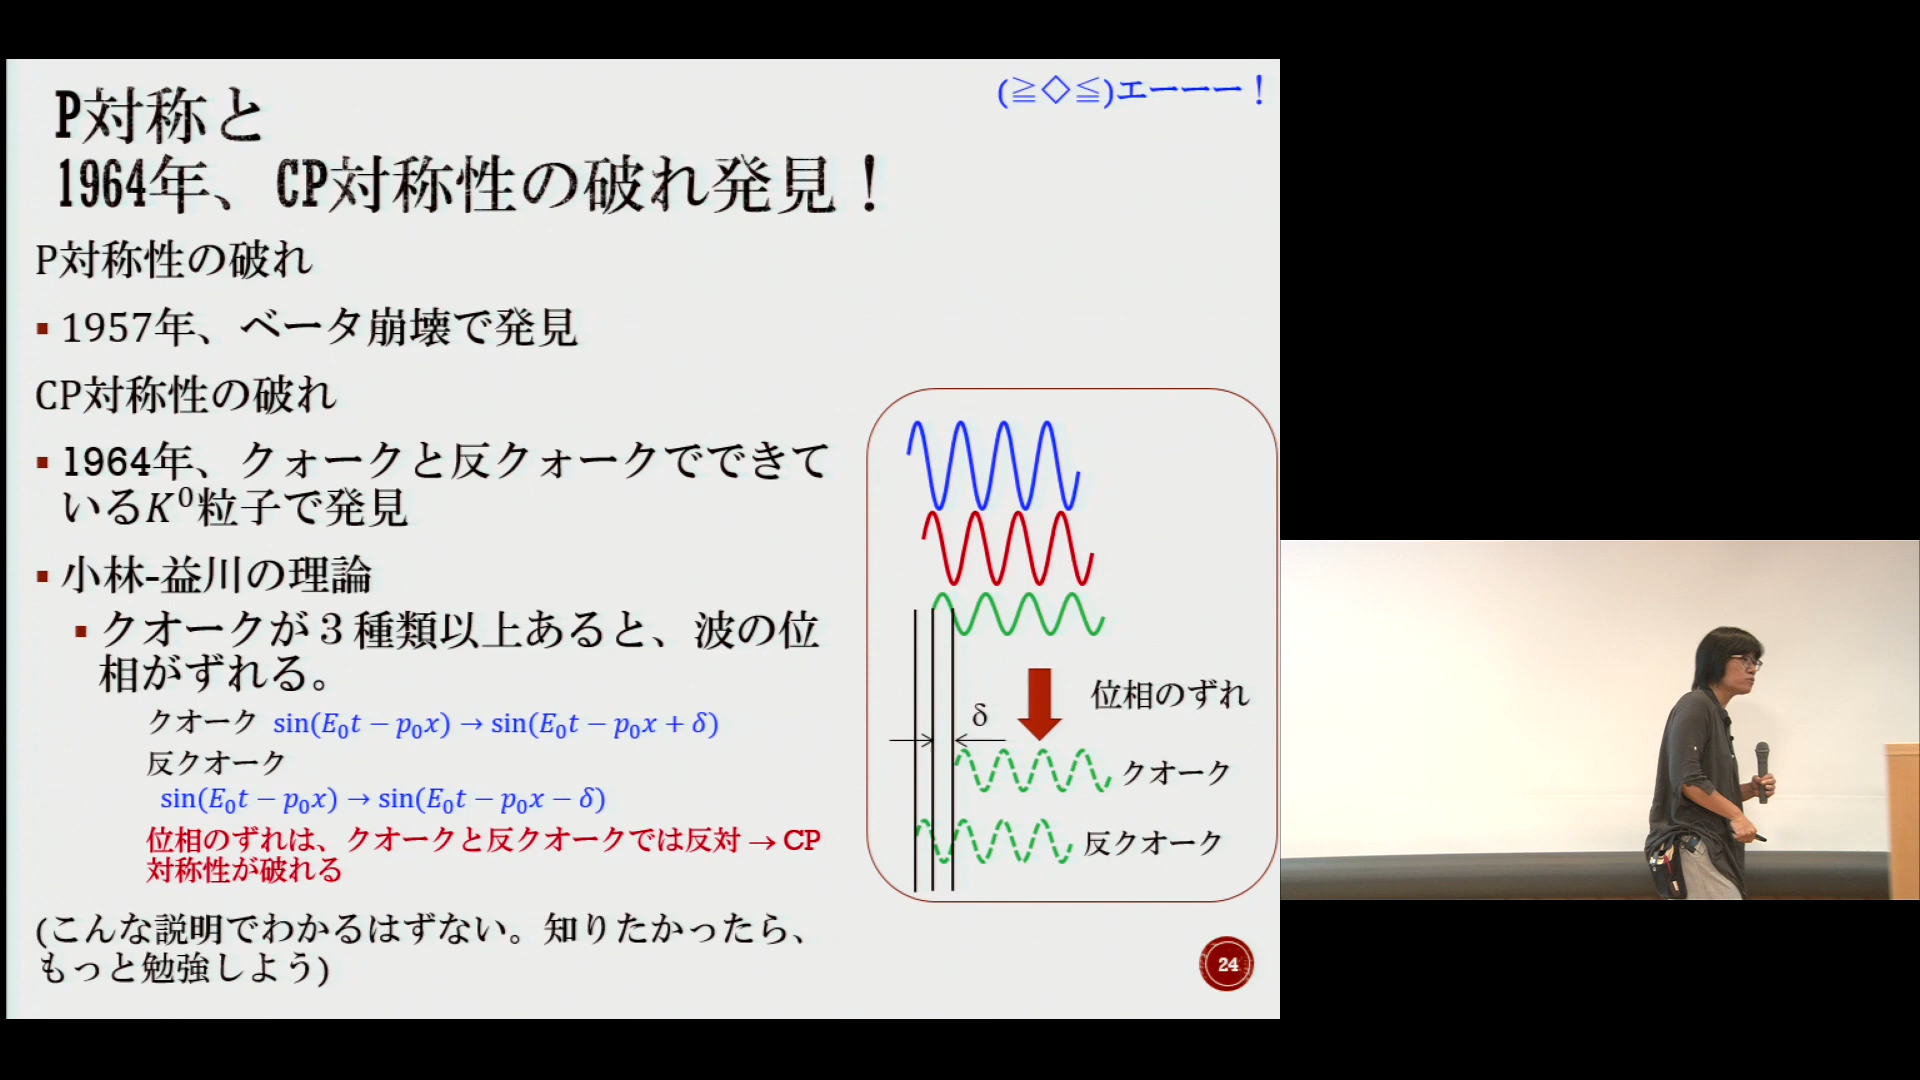 (≧◇≦)エーーー！
P対称と
1964年、CP対称性の破れ発見！
P対称性の破れ
▪ 1957年、ベータ崩壊で発見
CP対称性の破れ
▪ 1964年、クォークと反クォークでできて
いるK⁰粒子で発見
▪ 小林-益川の理論
▪ クオークが３種類以上あると、波の位
相がずれる。
クオーク sin(E₀t − p₀x) → sin(E₀t − p₀x + δ)
反クオーク
sin(E₀t − p₀x) → sin(E₀t − p₀x − δ)
位相のずれは、クオークと反クオークでは反対 → CP
対称性が破れる
(こんな説明でわかるはずない。知りたかったら、
もっと勉強しよう)
位相のずれ
δ
クオーク
反クオーク
24